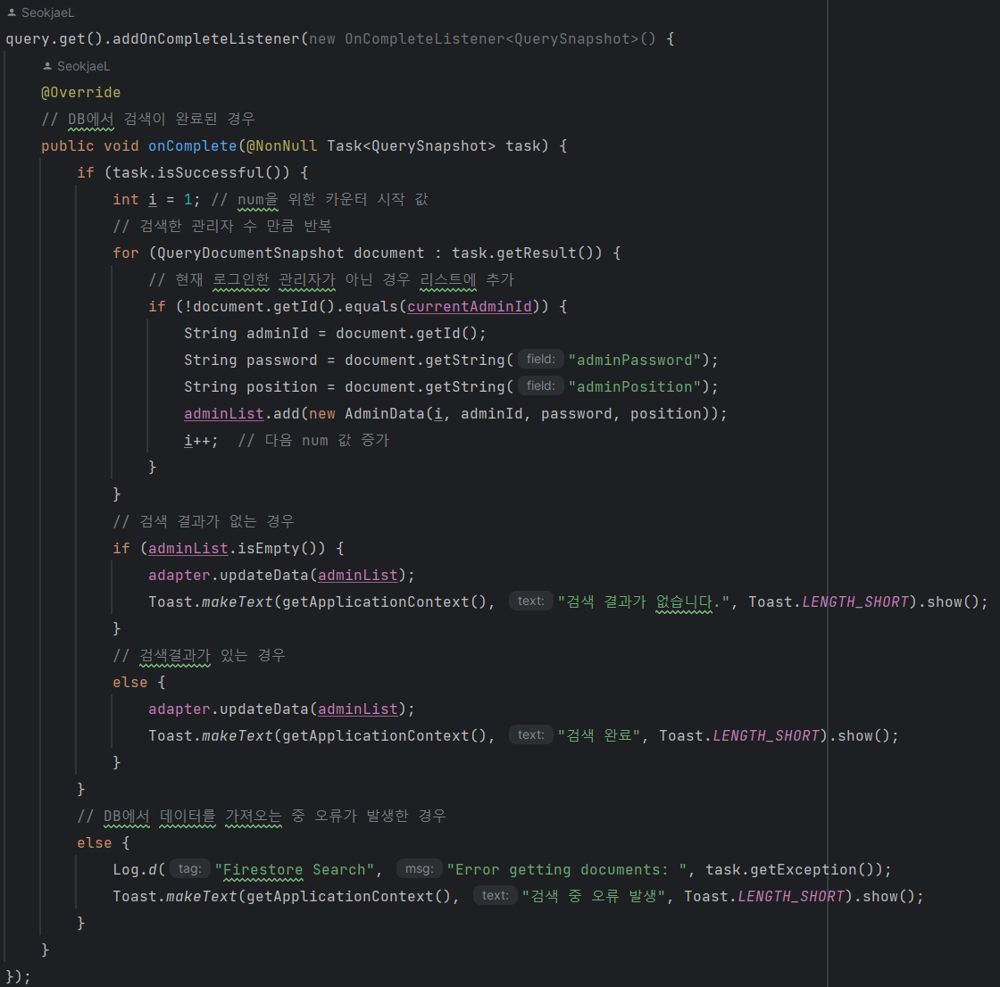 SeokjaeL
query.get().addOnCompleteListener(new OnCompleteListener<QuerySnapshot>() {
SeokjaeL
@Override
// DB에서 검색이 완료된 경우
public void onComplete(@NonNull Task<QuerySnapshot> task) {
if (task.isSuccessful()) {
int i = 1; // num을 위한 카운터 시작 값
// 검색한 관리자 수 만큼 반복
for (QueryDocumentSnapshot document : task.getResult()) {
// 현재 로그인한 관리자가 아닌 경우 리스트에 추가
if (!document.getId().equals(currentAdminId)) {
String adminId = document.getId();
String password = document.getString( field: "adminPassword");
String position = document.getString( field: "adminPosition");
adminList.add(new AdminData(i, adminId, password, position));
i++;  // 다음 num 값 증가
}
}
// 검색 결과가 없는 경우
if (adminList.isEmpty()) {
adapter.updateData(adminList);
Toast.makeText(getApplicationContext(), text: "검색 결과가 없습니다.", Toast.LENGTH_SHORT).show();
}
// 검색결과가 있는 경우
else {
adapter.updateData(adminList);
Toast.makeText(getApplicationContext(), text: "검색 완료", Toast.LENGTH_SHORT).show();
}
}
// DB에서 데이터를 가져오는 중 오류가 발생한 경우
else {
Log.d( tag: "Firestore Search", msg: "Error getting documents: ", task.getException());
Toast.makeText(getApplicationContext(), text: "검색 중 오류 발생", Toast.LENGTH_SHORT).show();
}
}
});